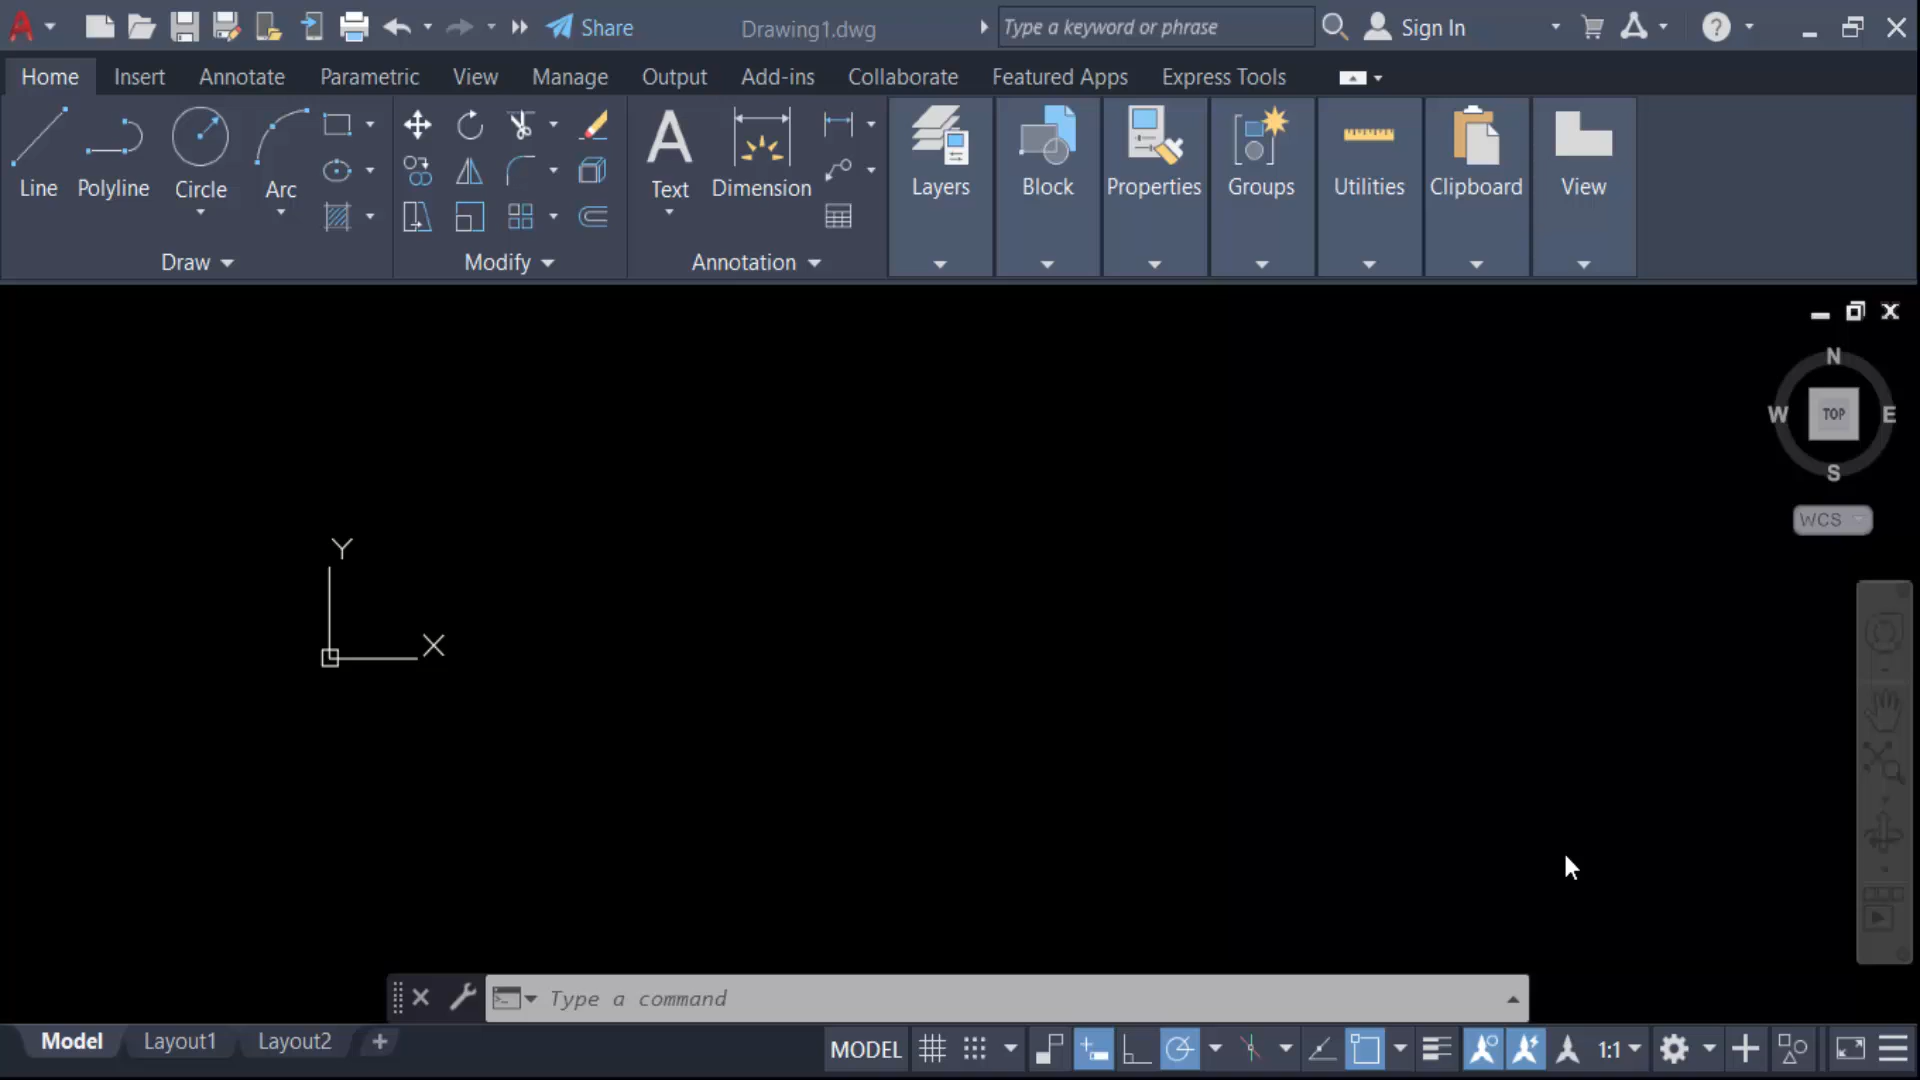 A Share Drawing1.dwg Type a keyword or phrase Sign In ?
Home Insert Annotate Parametric View Manage Output Add-ins Collaborate Featured Apps Express Tools
A
Line Polyline Circle Arc Text Dimension Layers Block Properties Groups Utilities Clipboard View
Draw Modify Annotation
N
W TOP E
S
WCS
Y
X
Type a command
Model Layout1 Layout2 + MODEL 1:1